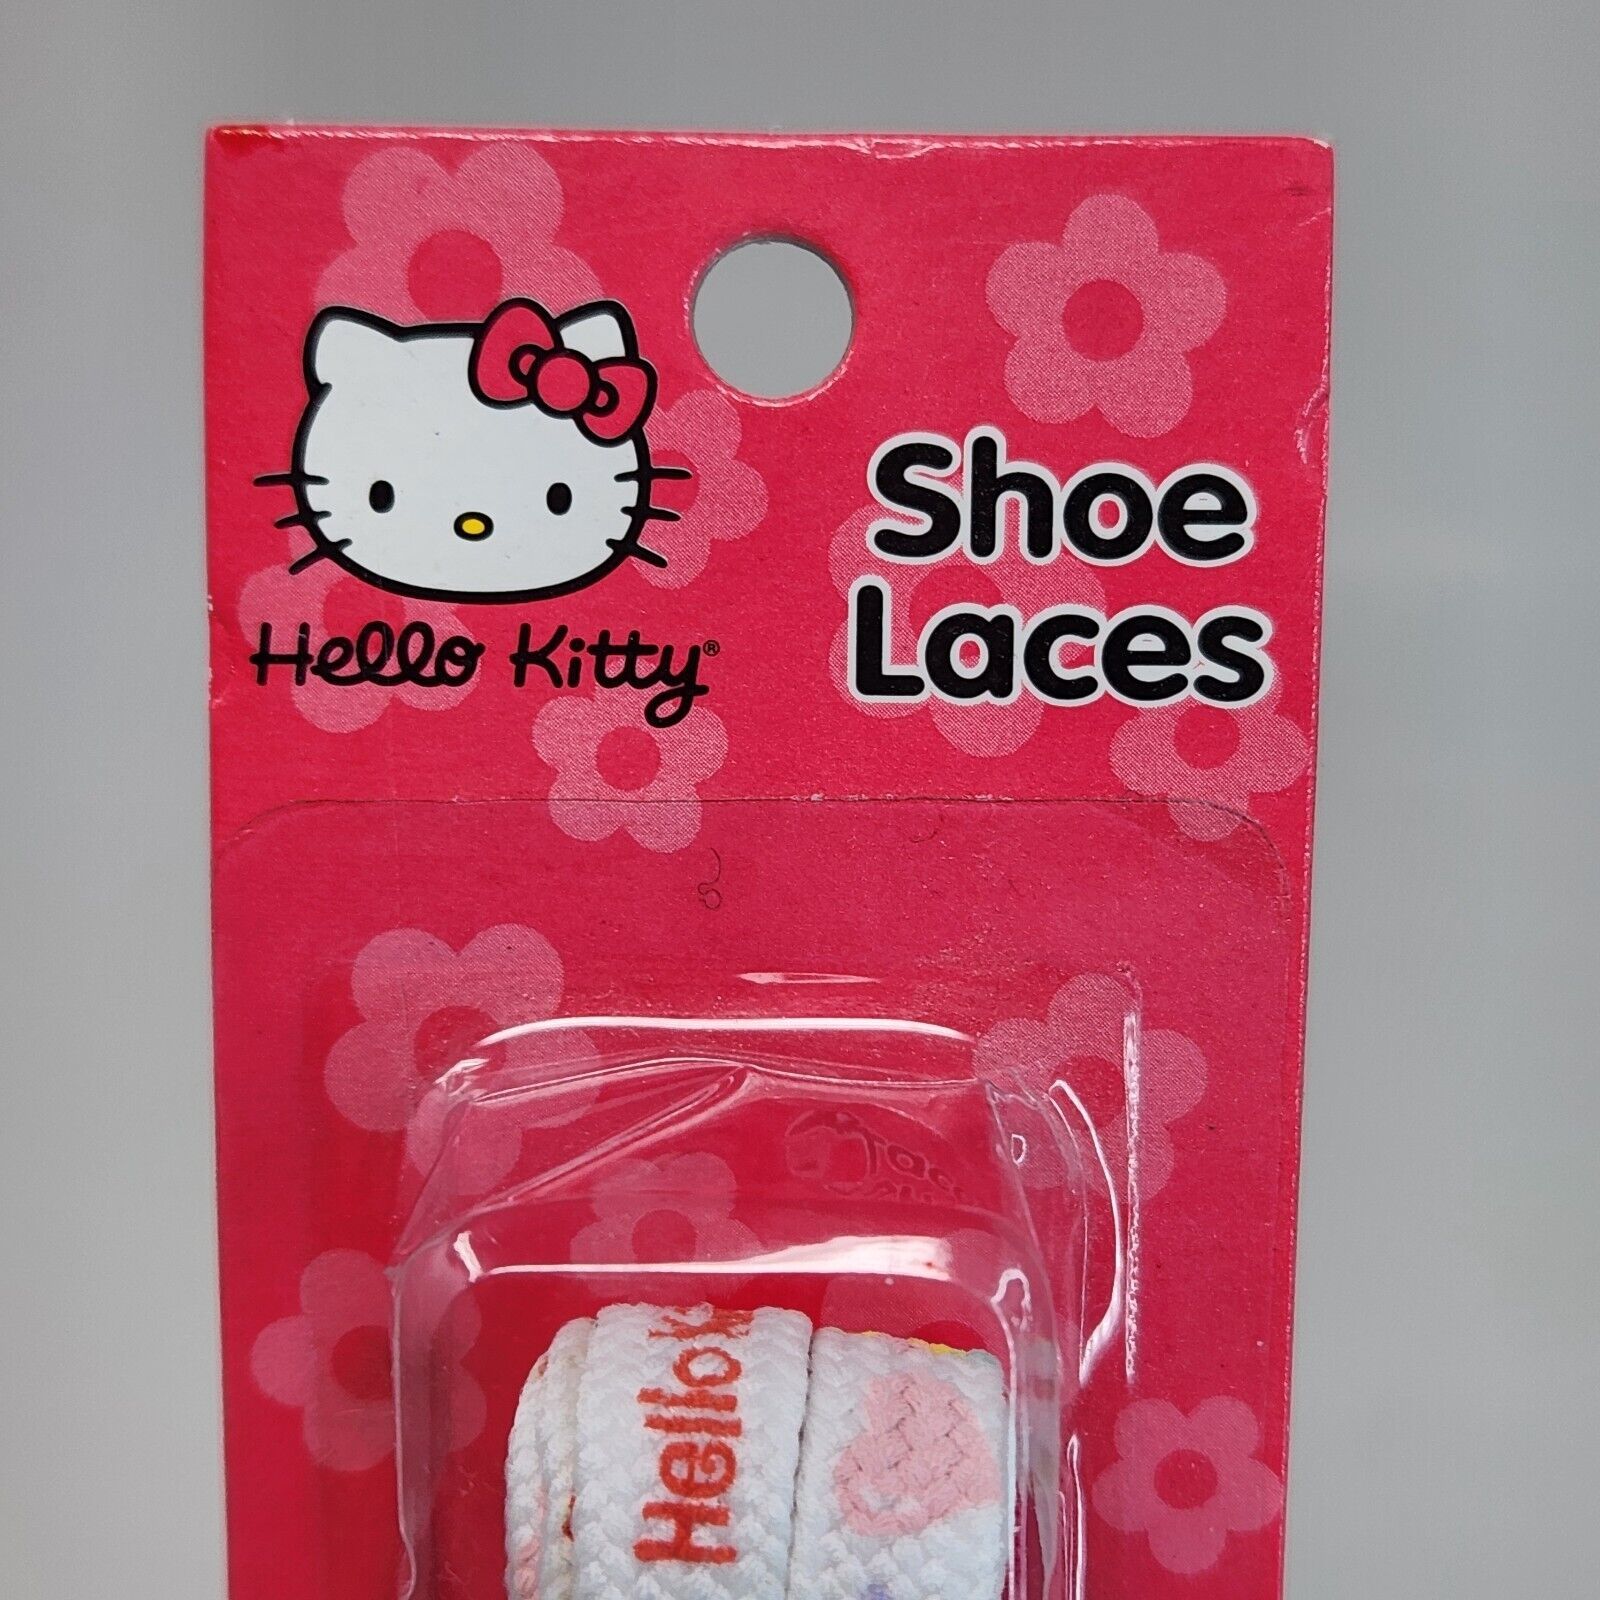 Shoe
Laces
Hello Kitty®
Hello K